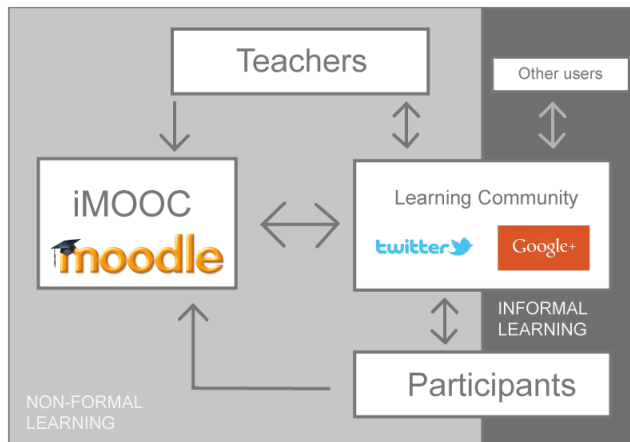 Teachers
Other users
iMOOC
moodle
Learning Community
twitter
Google+
INFORMAL
LEARNING
Participants
NON-FORMAL
LEARNING